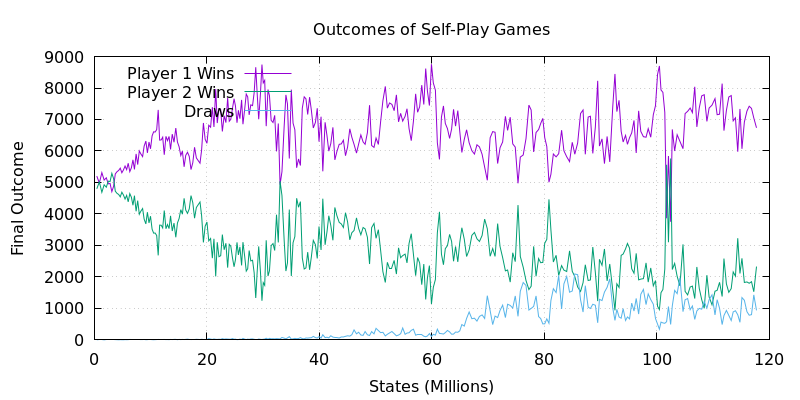 Outcomes of Self-Play Games
Final Outcome
9000
8000
7000
6000
5000
4000
3000
2000
1000
0
Player 1 Wins
Player 2 Wins
Draws
0 20 40 60 80 100 120
States (Millions)